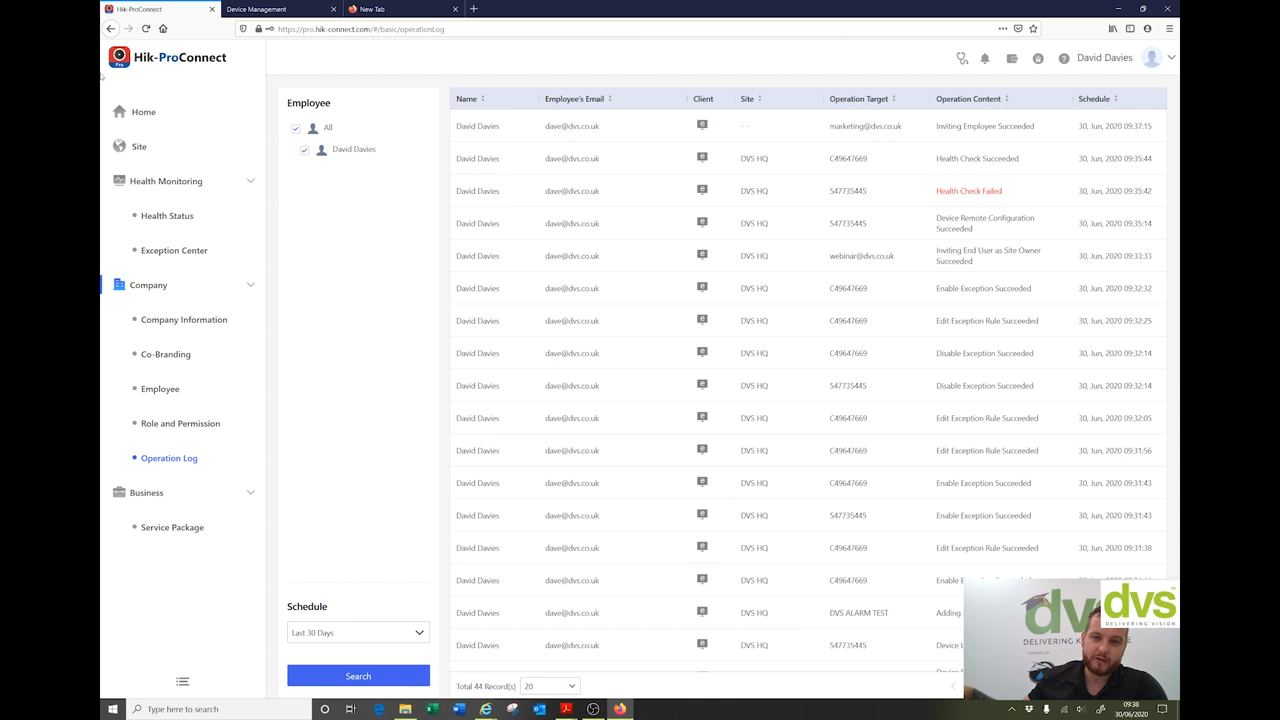 Hik-ProConnect
Device Management
New Tab
https://pro.hik-connect.com/#/basic/operationLog
Pro
Hik-ProConnect
David Davies
Home
Site
Health Monitoring
Health Status
Exception Center
Company
Company Information
Co-Branding
Employee
Role and Permission
Operation Log
Business
Service Package
Employee
All
David Davies
Schedule
Last 30 Days
Search
Name Employee's Email Client Site Operation Target Operation Content Schedule
David Davies dave@dvs.co.uk - - marketing@dvs.co.uk Inviting Employee Succeeded 30, Jun, 2020 09:37:15
David Davies dave@dvs.co.uk DVS HQ C49647669 Health Check Succeeded 30, Jun, 2020 09:35:44
David Davies dave@dvs.co.uk DVS HQ 547735445 Health Check Failed 30, Jun, 2020 09:35:42
David Davies dave@dvs.co.uk DVS HQ 547735445 Device Remote Configuration
Succeeded 30, Jun, 2020 09:35:14
David Davies dave@dvs.co.uk DVS HQ webinar@dvs.co.uk Inviting End User as Site Owner
Succeeded 30, Jun, 2020 09:33:33
David Davies dave@dvs.co.uk DVS HQ C49647669 Enable Exception Succeeded 30, Jun, 2020 09:32:32
David Davies dave@dvs.co.uk DVS HQ C49647669 Edit Exception Rule Succeeded 30, Jun, 2020 09:32:25
David Davies dave@dvs.co.uk DVS HQ C49647669 Disable Exception Succeeded 30, Jun, 2020 09:32:14
David Davies dave@dvs.co.uk DVS HQ 547735445 Disable Exception Succeeded 30, Jun, 2020 09:32:14
David Davies dave@dvs.co.uk DVS HQ C49647669 Edit Exception Rule Succeeded 30, Jun, 2020 09:32:05
David Davies dave@dvs.co.uk DVS HQ C49647669 Edit Exception Rule Succeeded 30, Jun, 2020 09:31:56
David Davies dave@dvs.co.uk DVS HQ C49647669 Enable Exception Succeeded 30, Jun, 2020 09:31:43
David Davies dave@dvs.co.uk DVS HQ 547735445 Enable Exception Succeeded 30, Jun, 2020 09:31:43
David Davies dave@dvs.co.uk DVS HQ C49647669 Edit Exception Rule Succeeded 30, Jun, 2020 09:31:38
David Davies dave@dvs.co.uk DVS HQ C49647669 Enable
David Davies dave@dvs.co.uk DVS HQ DVS ALARM TEST Adding
David Davies dave@dvs.co.uk DVS HQ 547735445 Device L
Total 44 Record(s) 20
dvs
DELIVERING VISION
DELIVERING
Type here to search
09:38
30/06/2020